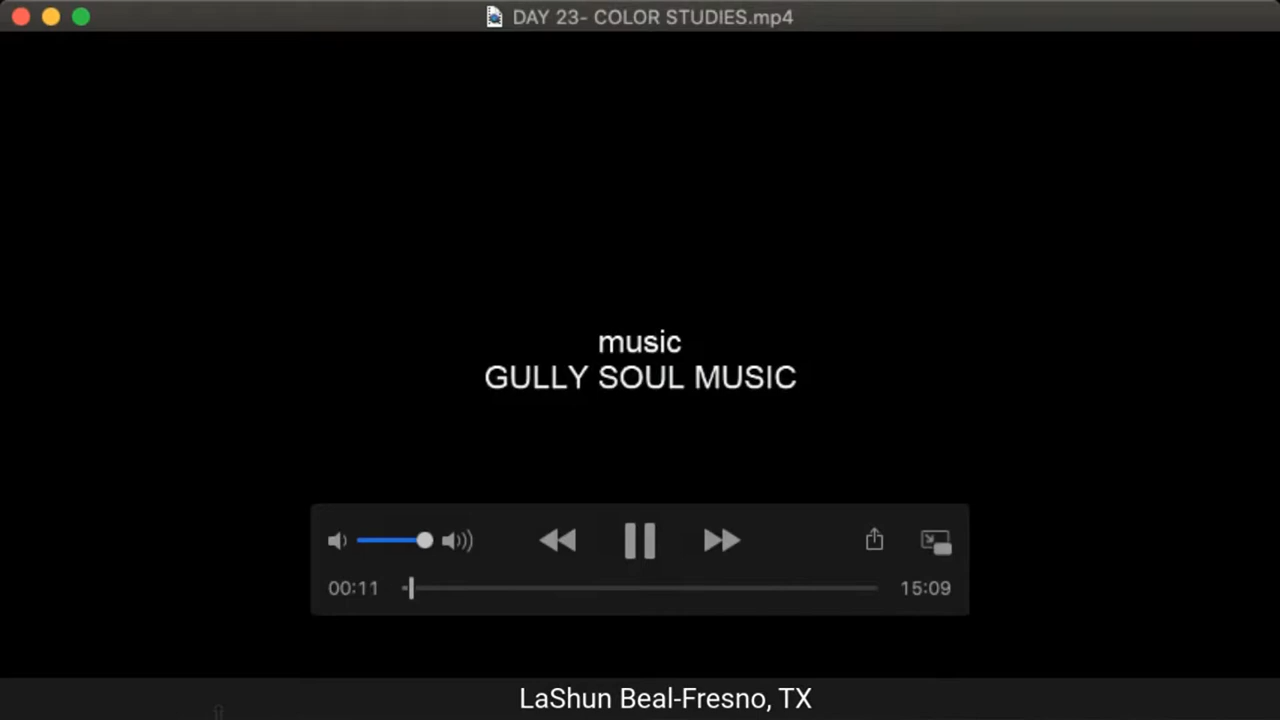 DAY 23- COLOR STUDIES.mp4
music
GULLY SOUL MUSIC
00:11
15:09
LaShun Beal-Fresno, TX